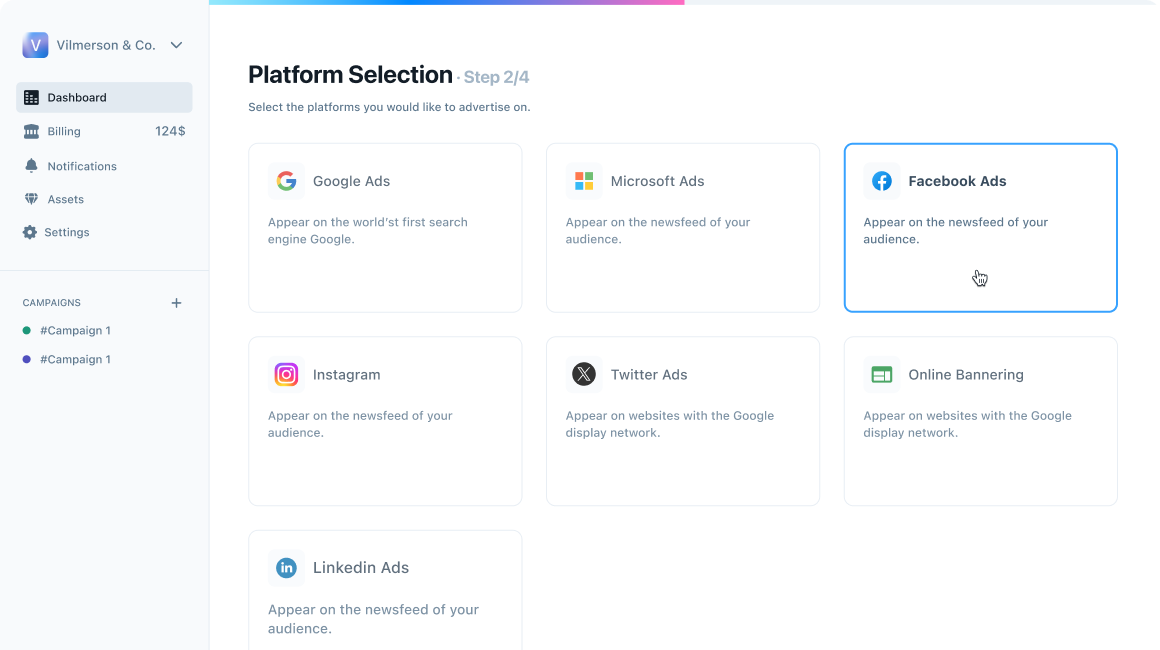 V Vilmerson & Co.
Dashboard
Billing 124$
Notifications
Assets
Settings
CAMPAIGNS +
#Campaign 1
#Campaign 1
Platform Selection · Step 2/4
Select the platforms you would like to advertise on.
Google Ads
Appear on the world'st first search
engine Google.
Microsoft Ads
Appear on the newsfeed of your
audience.
Facebook Ads
Appear on the newsfeed of your
audience.
Instagram
Appear on the newsfeed of your
audience.
Twitter Ads
Appear on websites with the Google
display network.
Online Bannering
Appear on websites with the Google
display network.
in Linkedin Ads
Appear on the newsfeed of your
audience.